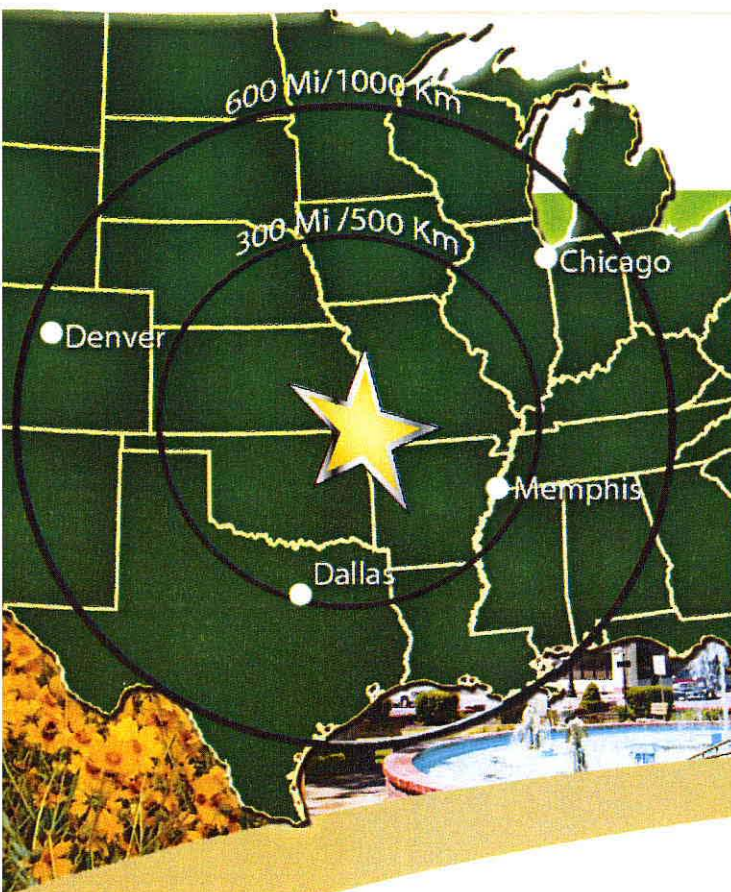 600 Mi/1000 Km
300 Mi /500 Km
Chicago
Denver
Memphis
Dallas